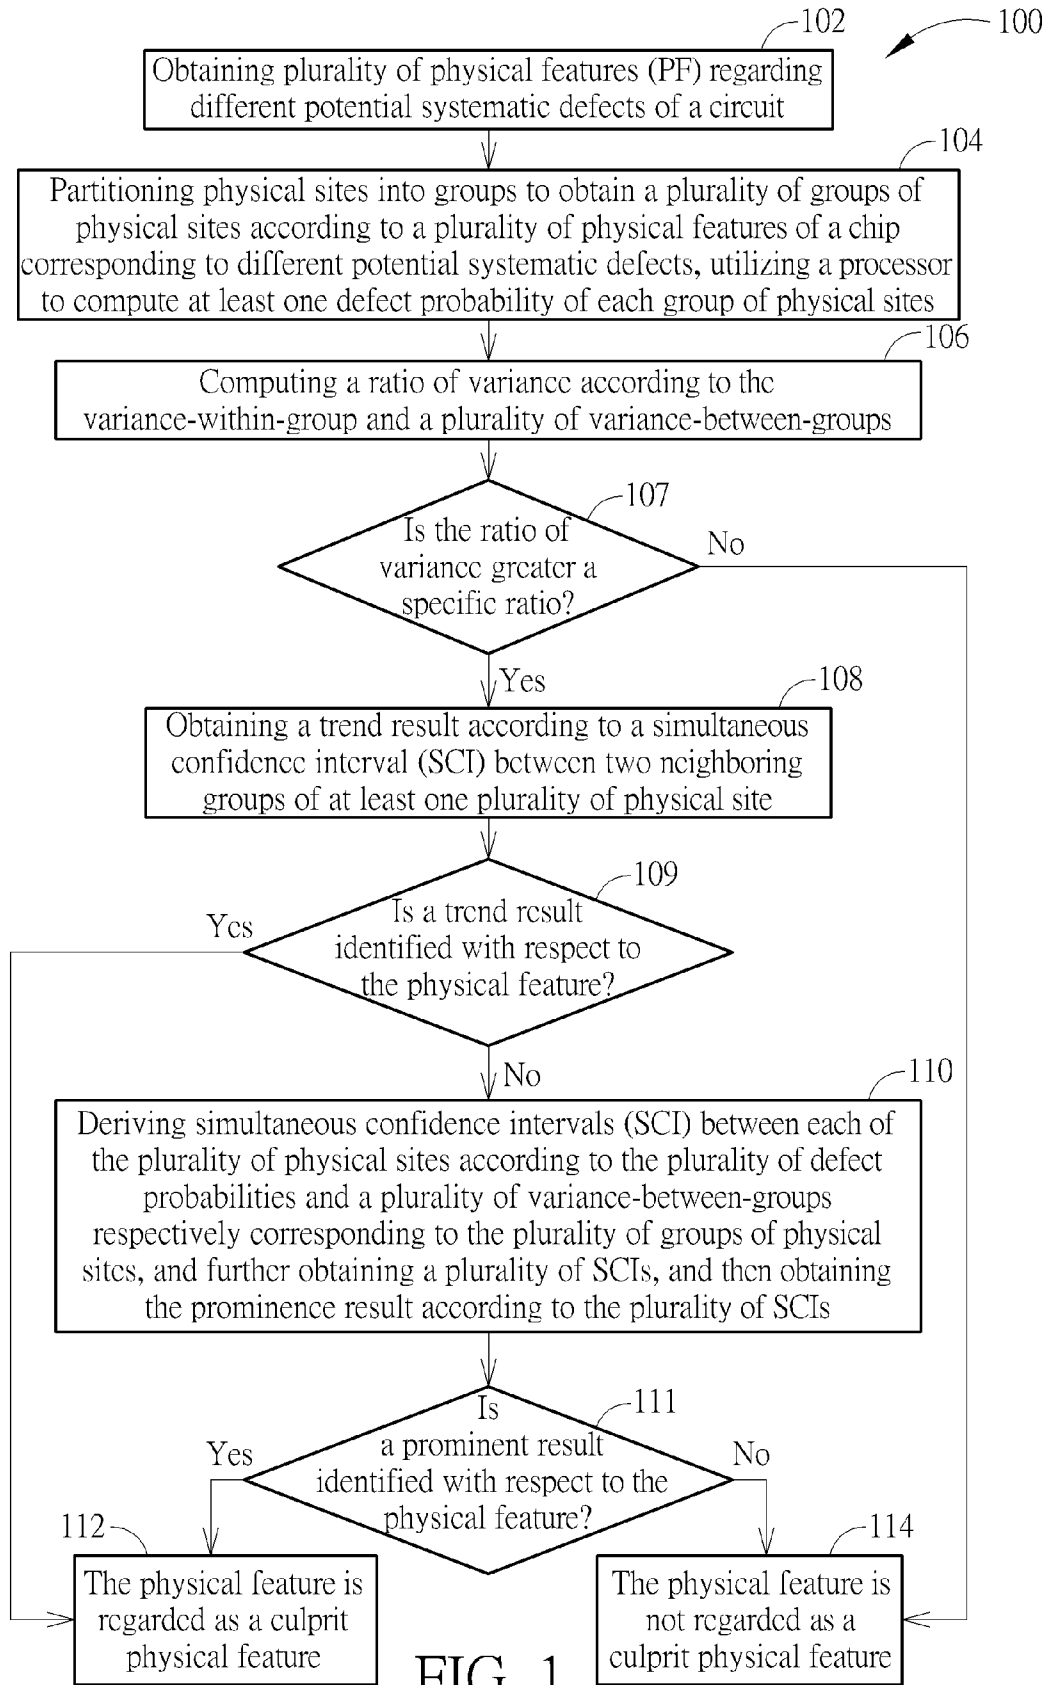 102
100
Obtaining plurality of physical features (PF) regarding
different potential systematic defects of a circuit
104
Partitioning physical sites into groups to obtain a plurality of groups of
physical sites according to a plurality of physical features of a chip
corresponding to different potential systematic defects, utilizing a processor
to compute at least one defect probability of each group of physical sites
106
Computing a ratio of variance according to the
variance-within-group and a plurality of variance-between-groups
107
Is the ratio of
variance greater a
specific ratio?
No
Yes
108
Obtaining a trend result according to a simultaneous
confidence interval (SCI) between two neighboring
groups of at least one plurality of physical site
109
Is a trend result
identified with respect to
the physical feature?
Yes
No
110
Deriving simultaneous confidence intervals (SCI) between each of
the plurality of physical sites according to the plurality of defect
probabilities and a plurality of variance-between-groups
respectively corresponding to the plurality of groups of physical
sites, and further obtaining a plurality of SCIs, and then obtaining
the prominence result according to the plurality of SCIs
111
Is
a prominent result
identified with respect to the
physical feature?
Yes
No
112
The physical feature is
regarded as a culprit
physical feature
114
The physical feature is
not regarded as a
culprit physical feature
FIG. 1